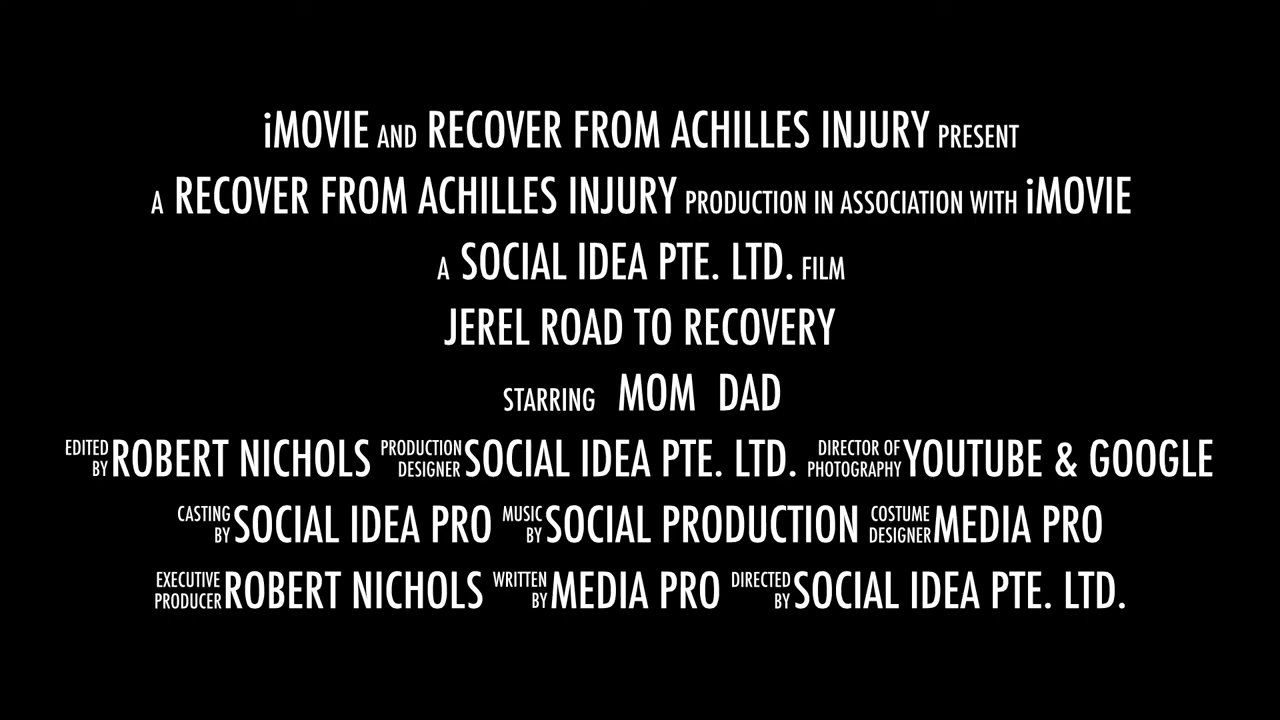 iMOVIE AND RECOVER FROM ACHILLES INJURY PRESENT
A RECOVER FROM ACHILLES INJURY PRODUCTION IN ASSOCIATION WITH iMOVIE
A SOCIAL IDEA PTE. LTD. FILM
JEREL ROAD TO RECOVERY
STARRING MOM DAD
EDITED BY ROBERT NICHOLS PRODUCTION DESIGNER SOCIAL IDEA PTE. LTD. DIRECTOR OF PHOTOGRAPHY YOUTUBE & GOOGLE
CASTING BY SOCIAL IDEA PRO MUSIC BY SOCIAL PRODUCTION COSTUME DESIGNER MEDIA PRO
EXECUTIVE PRODUCER ROBERT NICHOLS WRITTEN BY MEDIA PRO DIRECTED BY SOCIAL IDEA PTE. LTD.